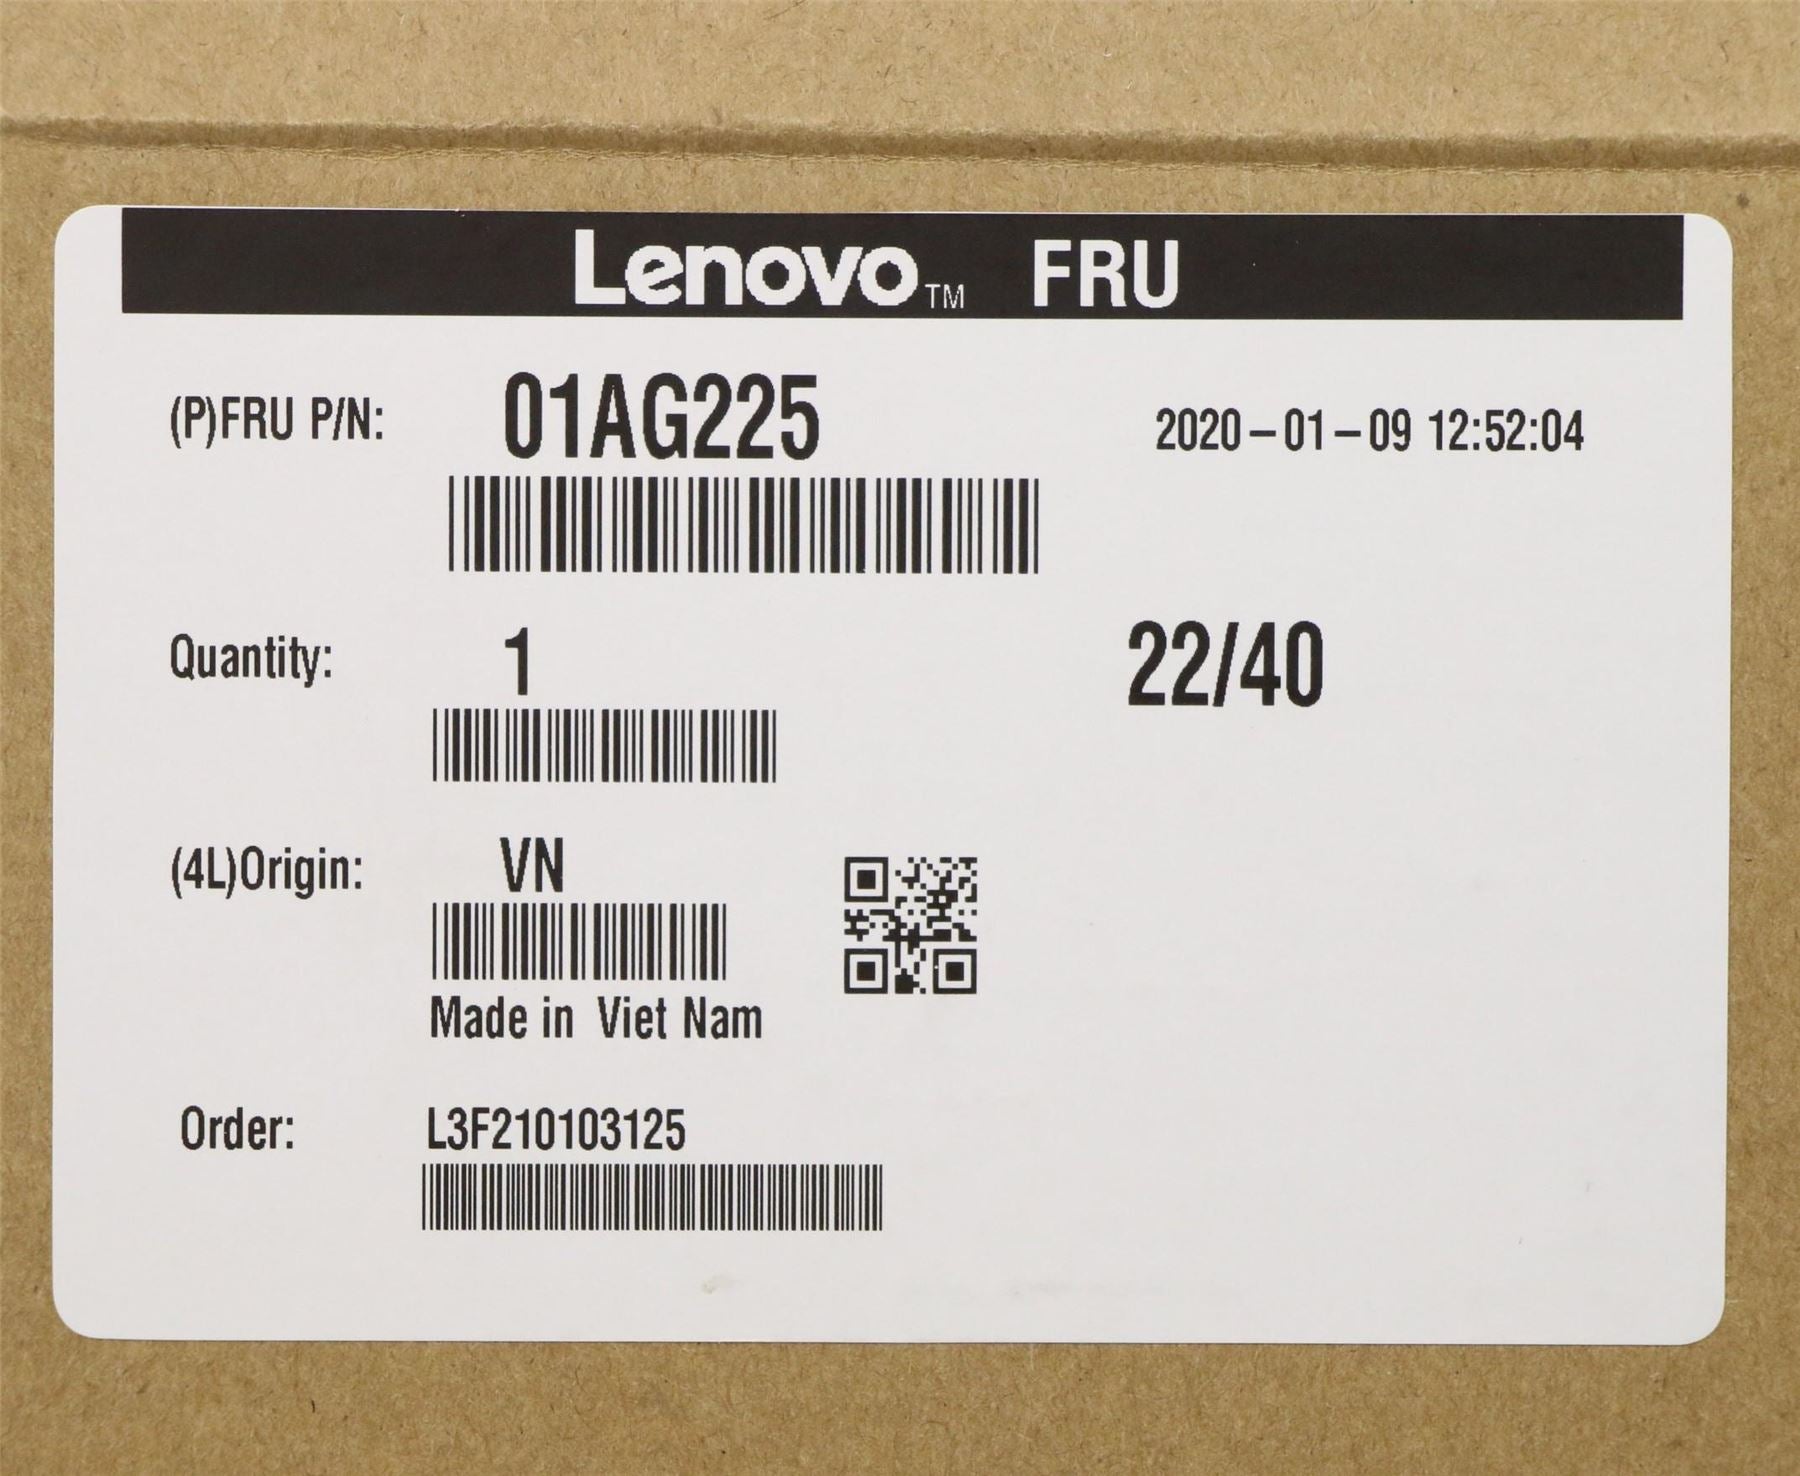 Lenovo™ FRU
(P)FRU P/N: 01AG225 2020-01-09 12:52:04
Quantity: 1 22/40
(4L)Origin: VN
Made in Viet Nam
Order: L3F210103125